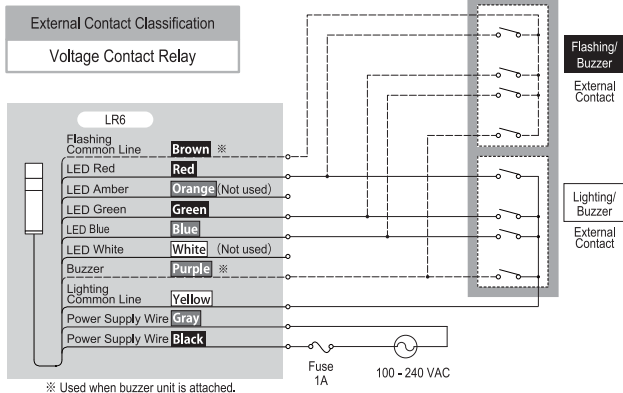 External Contact Classification
Voltage Contact Relay
LR6
Flashing
Common Line Brown ※
LED Red Red
LED Amber Orange (Not used)
LED Green Green
LED Blue Blue
LED White White (Not used)
Buzzer Purple ※
Lighting
Common Line Yellow
Power Supply Wire Gray
Power Supply Wire Black
※ Used when buzzer unit is attached.
Fuse
1A
100 - 240 VAC
Flashing/
Buzzer
External
Contact
Lighting/
Buzzer
External
Contact